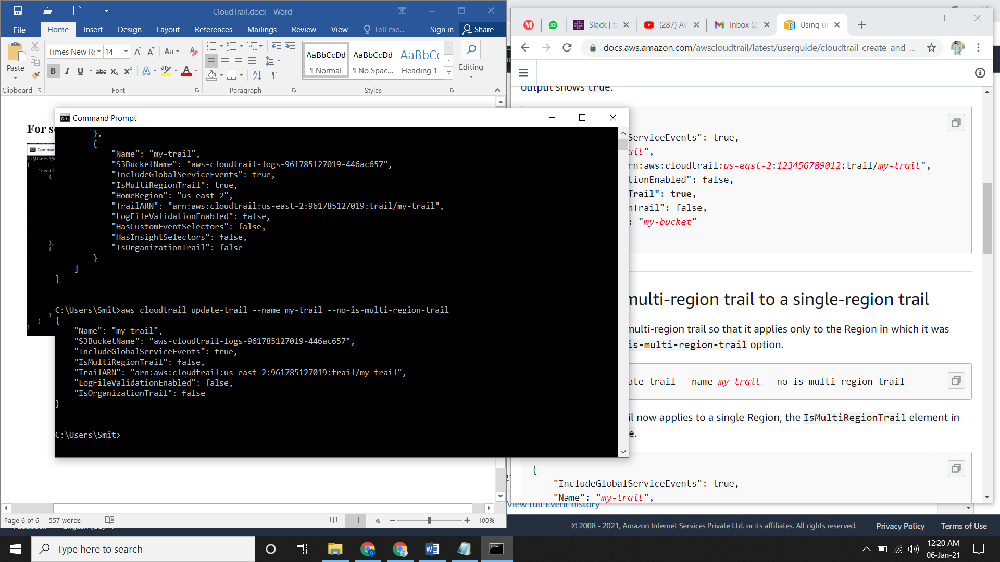 CloudTrail.docx - Word
File Home Insert Design Layout References Mailings Review View Tell me... Sign in Share
Paste
Times New Ro 14
Aa
B I U abc X₂ X² A A
AaBbCcDd AaBbCcDd AaBbCc
¶ Normal ¶ No Spac... Heading 1
Editing
Clipboard Font Paragraph Styles
For s
Comman
C:\Users\S
{
"trail
{
},
{
}
]
}
Command Prompt
},
{
"Name": "my-trail",
"S3BucketName": "aws-cloudtrail-logs-961785127019-446ac657",
"IncludeGlobalServiceEvents": true,
"IsMultiRegionTrail": true,
"HomeRegion": "us-east-2",
"TrailARN": "arn:aws:cloudtrail:us-east-2:961785127019:trail/my-trail",
"LogFileValidationEnabled": false,
"HasCustomEventSelectors": false,
"HasInsightSelectors": false,
"IsOrganizationTrail": false
}
]
}
C:\Users\Smit>aws cloudtrail update-trail --name my-trail --no-is-multi-region-trail
{
"Name": "my-trail",
"S3BucketName": "aws-cloudtrail-logs-961785127019-446ac657",
"IncludeGlobalServiceEvents": true,
"IsMultiRegionTrail": false,
"TrailARN": "arn:aws:cloudtrail:us-east-2:961785127019:trail/my-trail",
"LogFileValidationEnabled": false,
"IsOrganizationTrail": false
}
C:\Users\Smit>
Page 6 of 6 557 words 100%
82 Slack | ta (287) AW Inbox (2 Using up
docs.aws.amazon.com/awscloudtrail/latest/userguide/cloudtrail-create-and-...
output shows true.
ServiceEvents": true,
ail",
rn:aws:cloudtrail:us-east-2:123456789012:trail/my-trail",
tionEnabled": false,
Trail": true,
nTrail": false,
: "my-bucket"
multi-region trail to a single-region trail
multi-region trail so that it applies only to the Region in which it was
is-multi-region-trail option.
ate-trail --name my-trail --no-is-multi-region-trail
il now applies to a single Region, the IsMultiRegionTrail element in
e.
{
"IncludeGlobalServiceEvents": true,
"Name": "my-trail",
View full Event history
© 2008 - 2021, Amazon Internet Services Private Ltd. or its affiliates. All rights reserved. Privacy Policy Terms of Use
Type here to search
12:20 AM
06-Jan-21